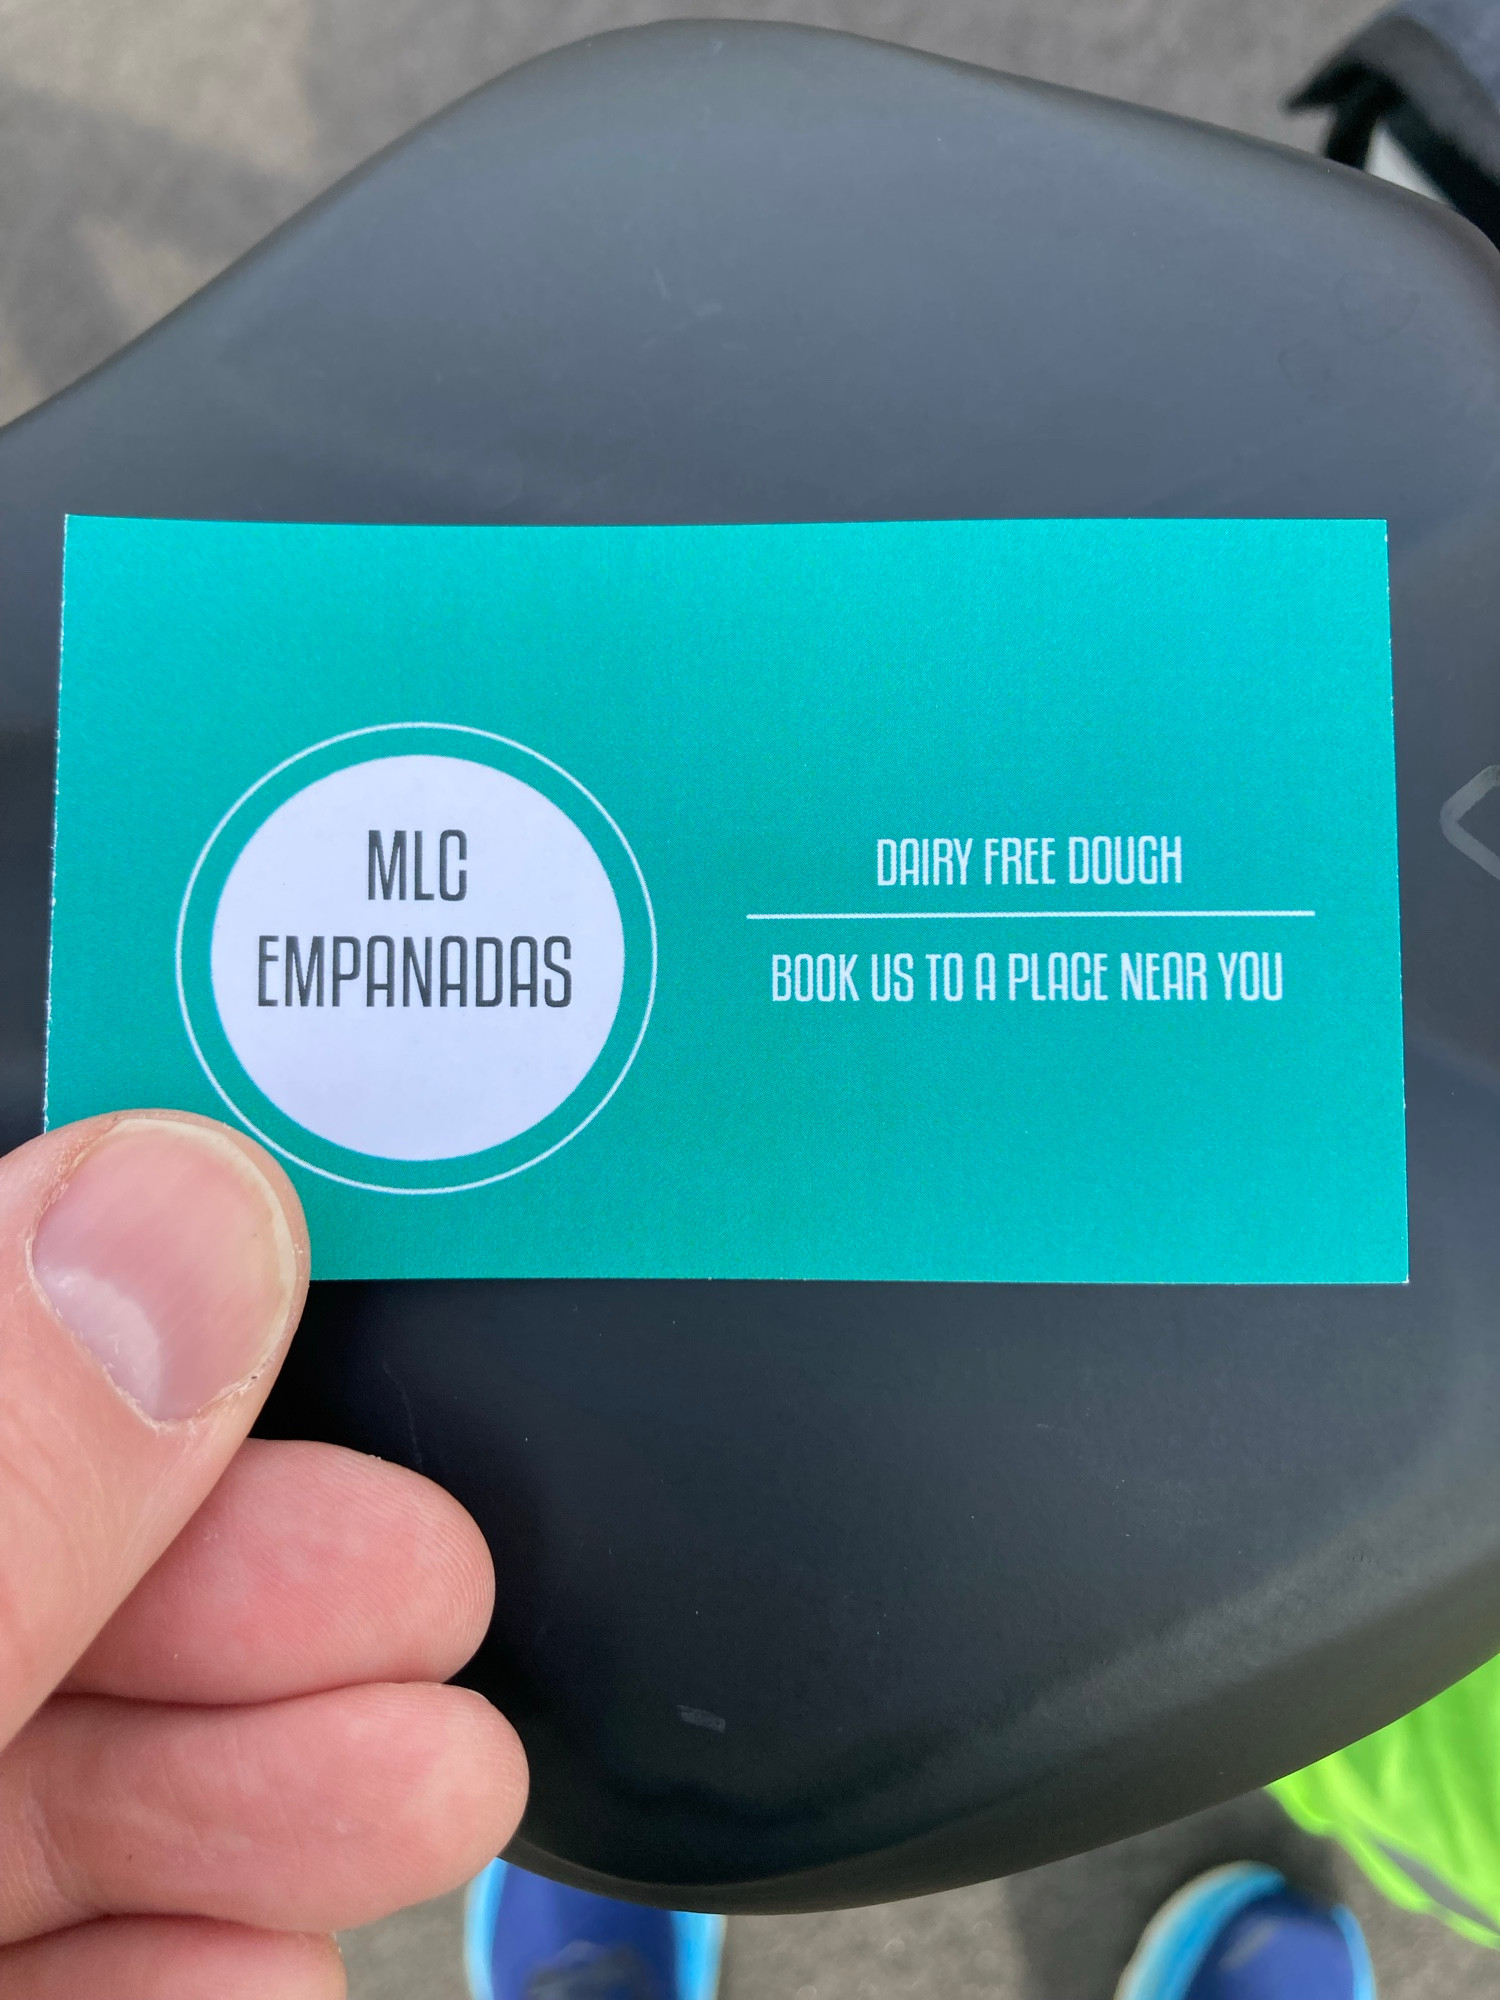 MLC
EMPANADAS
DAIRY FREE DOUGH
BOOK US TO A PLACE NEAR YOU